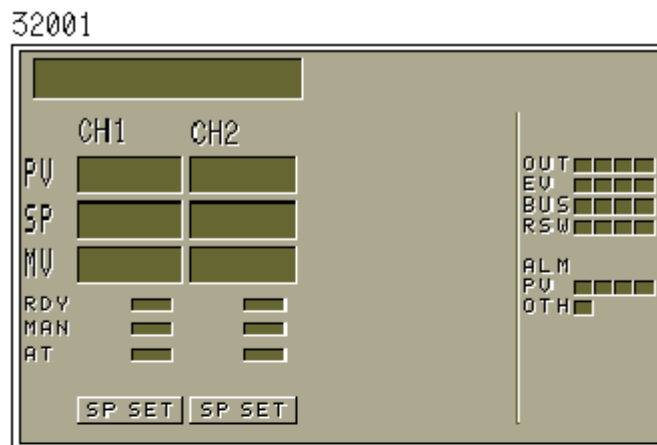 32001
CH1 CH2
PV
SP
MV
RDY
MAN
AT
SP SET SP SET
OUT
EV
BUS
RSW
ALM
PV
OTH